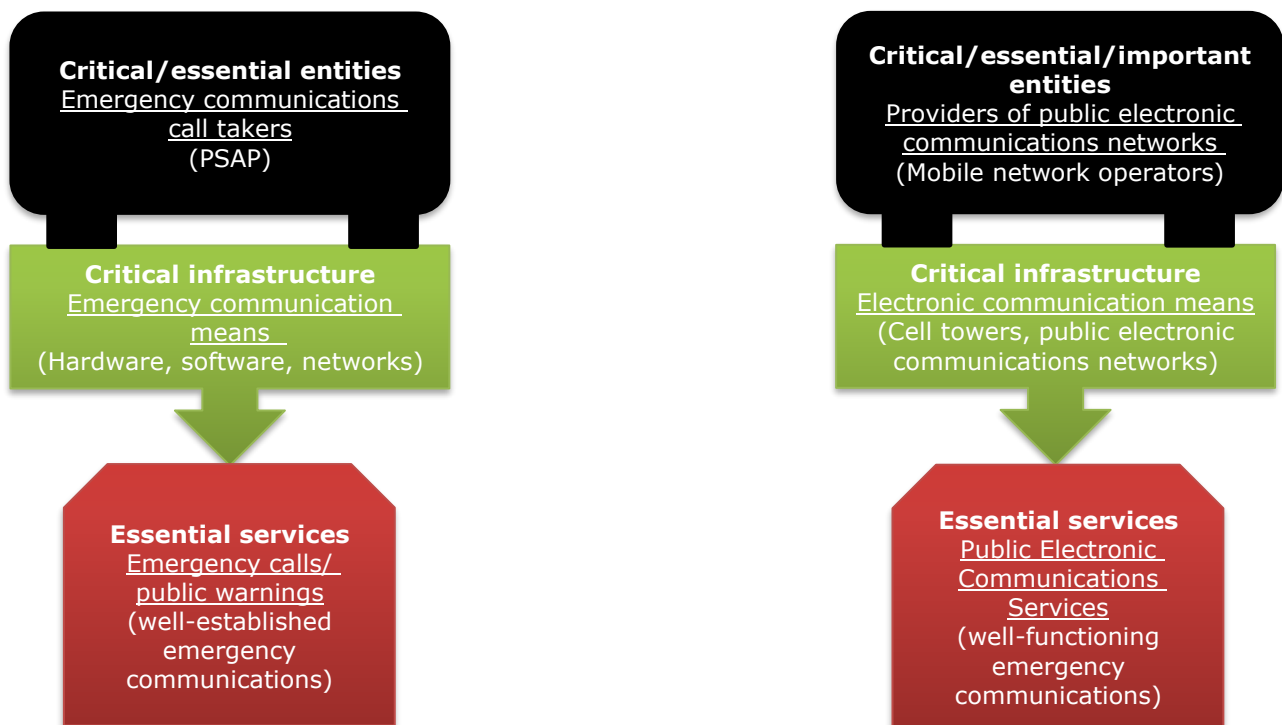 Critical/essential entities
Emergency communications
call takers
(PSAP)
Critical infrastructure
Emergency communication
means
(Hardware, software, networks)
Essential services
Emergency calls/
public warnings
(well-established
emergency
communications)
Critical/essential/important
entities
Providers of public electronic
communications networks
(Mobile network operators)
Critical infrastructure
Electronic communication means
(Cell towers, public electronic
communications networks)
Essential services
Public Electronic
Communications
Services
(well-functioning
emergency
communications)